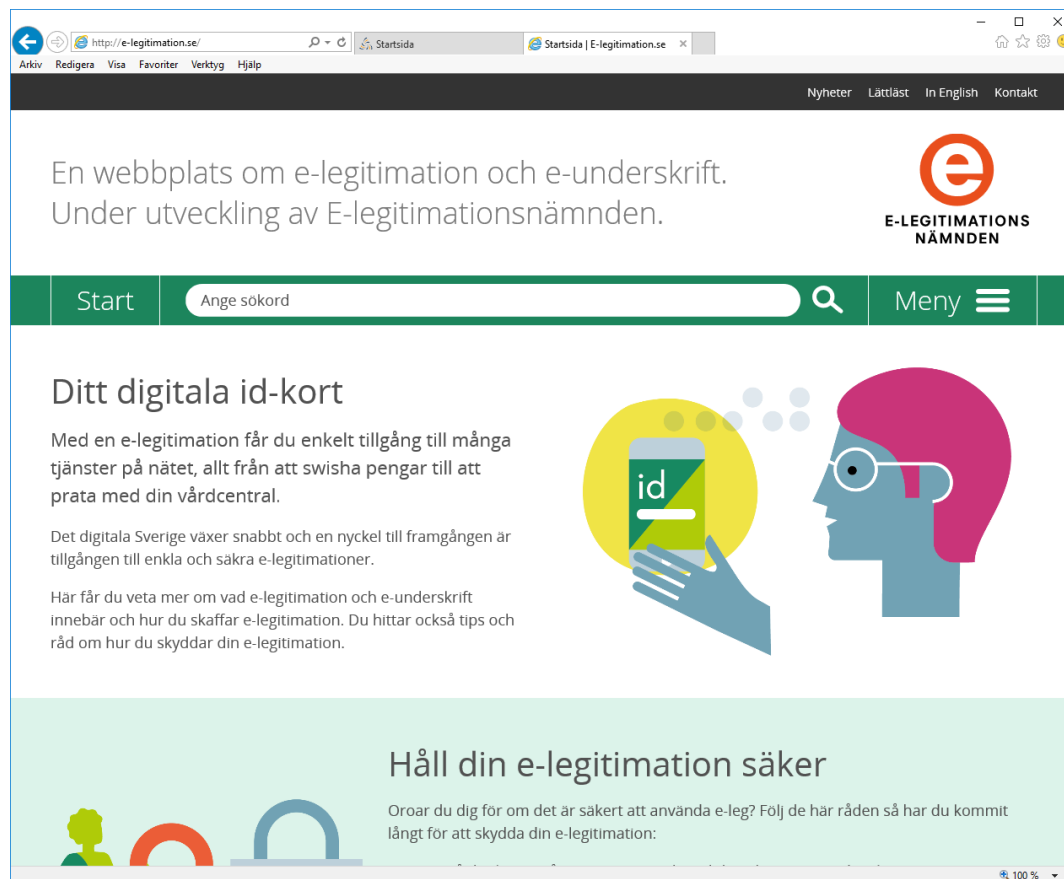 http://e-legitimation.se/
Startsida
Startsida | E-legitimation.se
Arkiv Redigera Visa Favoriter Verktyg Hjälp
Nyheter Lättläst In English Kontakt
En webbplats om e-legitimation och e-underskrift.
Under utveckling av E-legitimationsnämnden.
e
E-LEGITIMATIONS
NÄMNDEN
Start
Ange sökord
Meny
Ditt digitala id-kort
Med en e-legitimation får du enkelt tillgång till många
tjänster på nätet, allt från att swisha pengar till att
prata med din vårdcentral.
Det digitala Sverige växer snabbt och en nyckel till framgången är
tillgången till enkla och säkra e-legitimationer.
Här får du veta mer om vad e-legitimation och e-underskrift
innebär och hur du skaffar e-legitimation. Du hittar också tips och
råd om hur du skyddar din e-legitimation.
id
Håll din e-legitimation säker
Oroar du dig för om det är säkert att använda e-leg? Följ de här råden så har du kommit
långt för att skydda din e-legitimation:
100 %